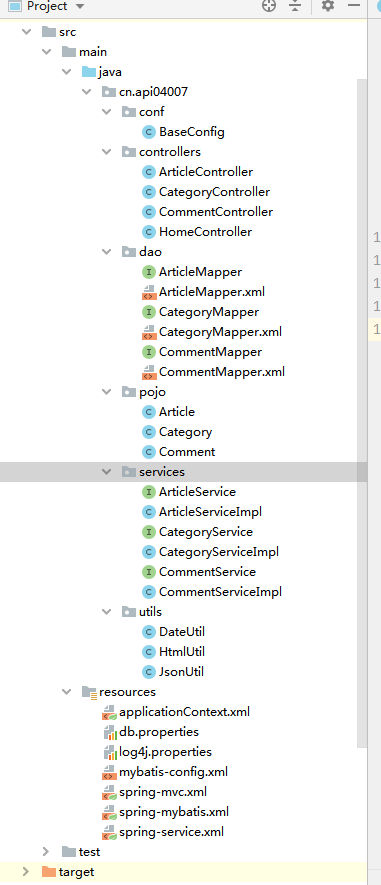 Project
src
main
java
cn.api04007
conf
BaseConfig
controllers
ArticleController
CategoryController
CommentController
HomeController
dao
ArticleMapper
ArticleMapper.xml
CategoryMapper
CategoryMapper.xml
CommentMapper
CommentMapper.xml
pojo
Article
Category
Comment
services
ArticleService
ArticleServiceImpl
CategoryService
CategoryServiceImpl
CommentService
CommentServiceImpl
utils
DateUtil
HtmlUtil
JsonUtil
resources
applicationContext.xml
db.properties
log4j.properties
mybatis-config.xml
spring-mvc.xml
spring-mybatis.xml
spring-service.xml
test
target